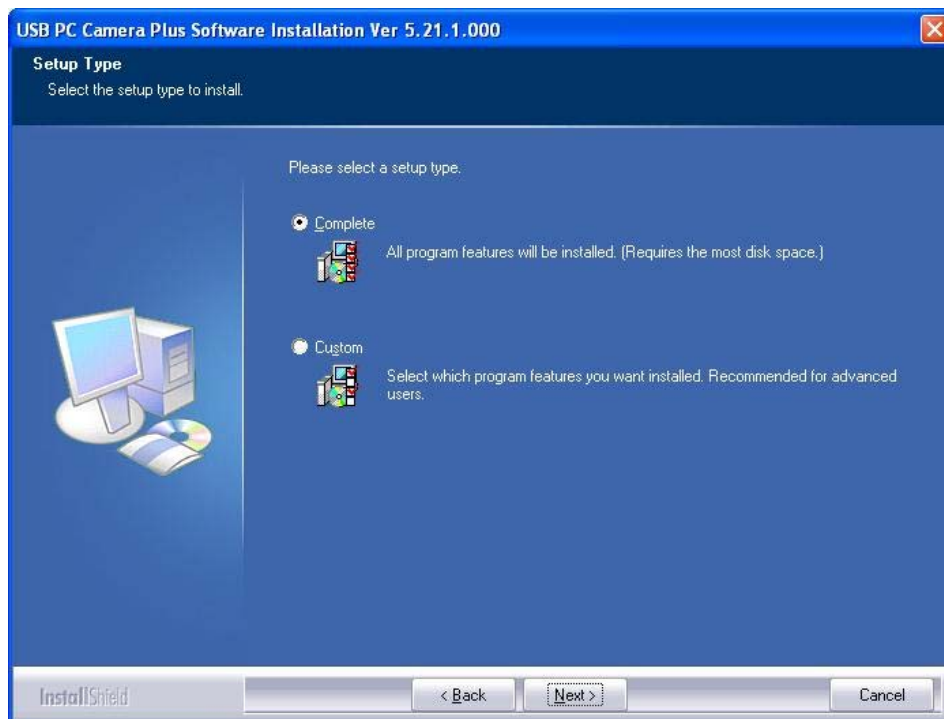 USB PC Camera Plus Software Installation Ver 5.21.1.000
Setup Type
Select the setup type to install.
Please select a setup type.
Complete
All program features will be installed. (Requires the most disk space.)
Custom
Select which program features you want installed. Recommended for advanced
users.
InstallShield
< Back
Next >
Cancel